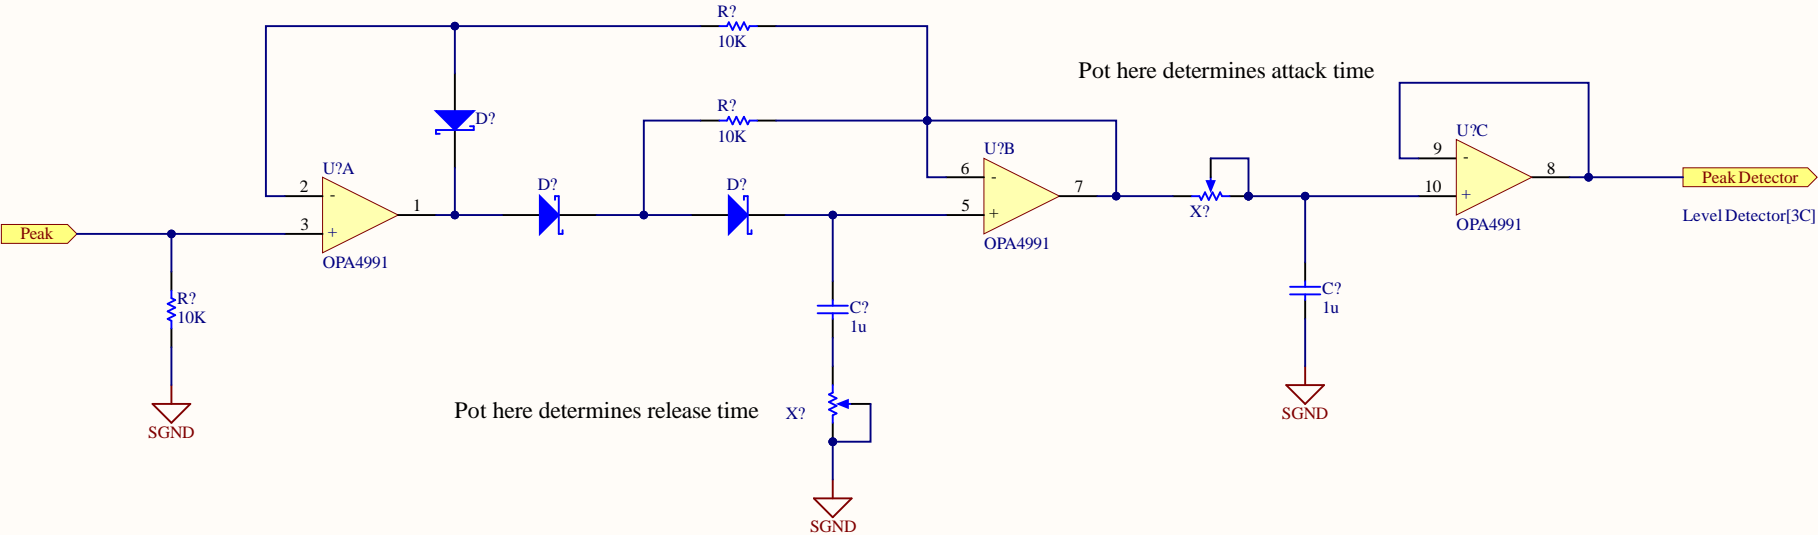 R?
10K
Pot here determines attack time
R?
10K
D?
U?A
2
-
3
+
1
OPA4991
D?
D?
U?B
6
-
5
+
7
OPA4991
U?C
9
-
10
+
8
OPA4991
X?
Peak
Peak Detector
Level Detector[3C]
R?
10K
C?
1u
C?
1u
Pot here determines release time
X?
SGND
SGND
SGND